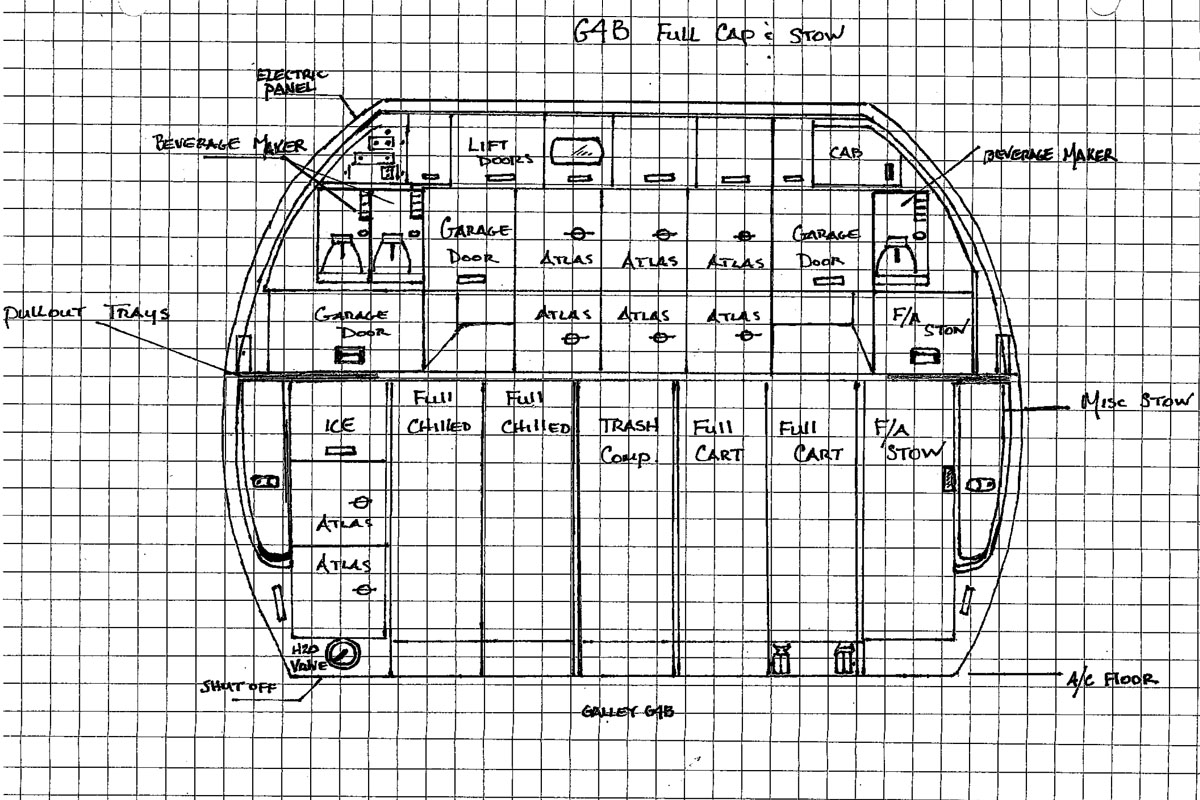 G4B Full Cap & Stow
ELECTRIC
PANEL
BEVERAGE MAKER
LIFT
DOORS
CAB
BEVERAGE MAKER
GARAGE
DOOR
ATLAS
ATLAS
ATLAS
GARAGE
DOOR
PULLOUT TRAYS
GARAGE
DOOR
ATLAS
ATLAS
ATLAS
F/A
STOW
MISC STOW
ICE
Full
CHILLED
Full
CHILLED
TRASH
Comp.
Full
CART
Full
CART
F/A
STOW
ATLAS
ATLAS
H2O
VALVE
SHUT OFF
A/C FLOOR
GALLEY G4B